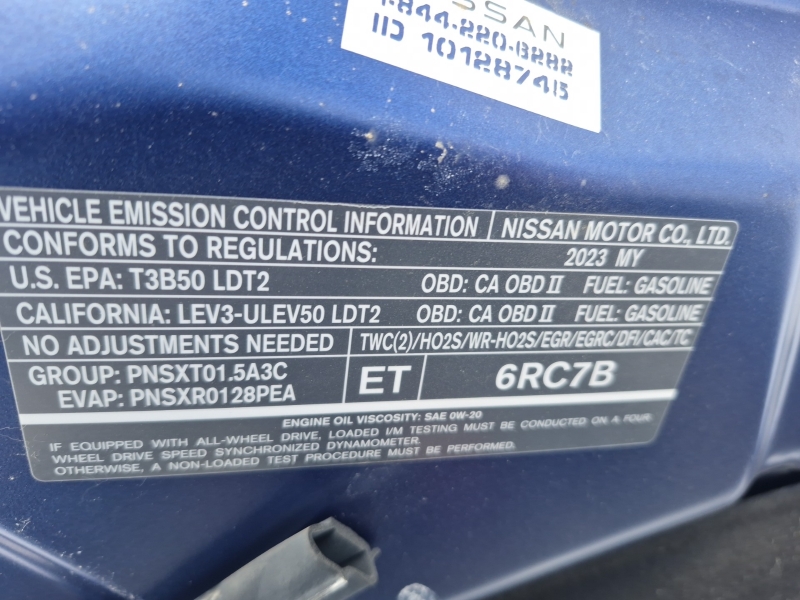 NISSAN
1-844-220-6282
ID 10128745
VEHICLE EMISSION CONTROL INFORMATION NISSAN MOTOR CO., LTD.
CONFORMS TO REGULATIONS: 2023 MY
U.S. EPA: T3B50 LDT2 OBD: CA OBD II FUEL: GASOLINE
CALIFORNIA: LEV3-ULEV50 LDT2 OBD: CA OBD II FUEL: GASOLINE
NO ADJUSTMENTS NEEDED TWC(2)/HO2S/WR-HO2S/EGR/EGRC/DFI/CAC/TC
GROUP: PNSXT01.5A3C
EVAP: PNSXR0128PEA
ET 6RC7B
ENGINE OIL VISCOSITY: SAE 0W-20
IF EQUIPPED WITH ALL-WHEEL DRIVE, LOADED I/M TESTING MUST BE CONDUCTED ON A FOUR
WHEEL DRIVE SPEED SYNCHRONIZED DYNAMOMETER.
OTHERWISE, A NON-LOADED TEST PROCEDURE MUST BE PERFORMED.